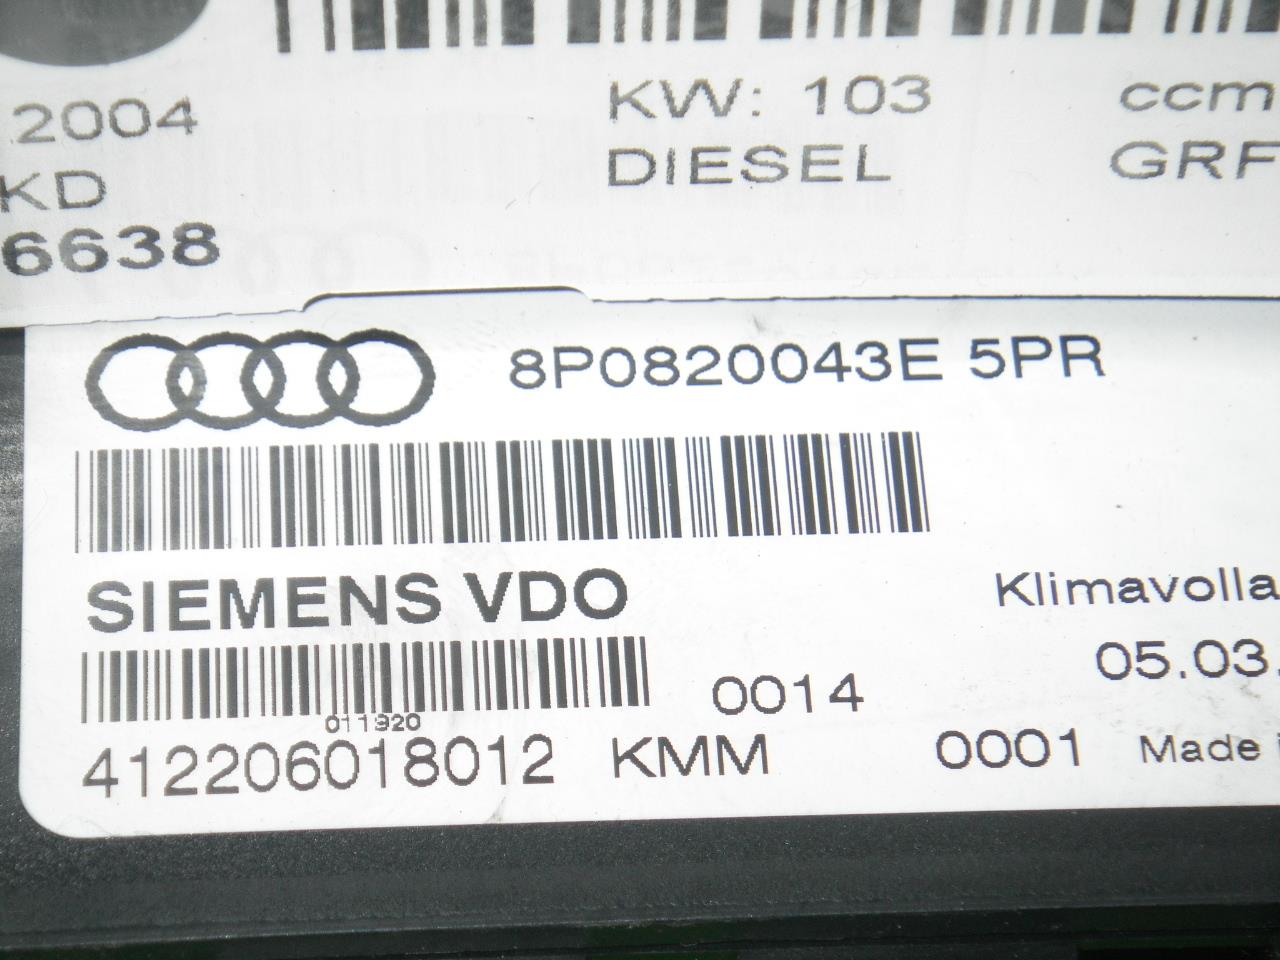 2004 KW: 103 ccm
KD DIESEL GRF
6638
8P0820043E 5PR
SIEMENS VDO Klimavolla
0014 05.03.
011920
412206018012 KMM 0001 Made